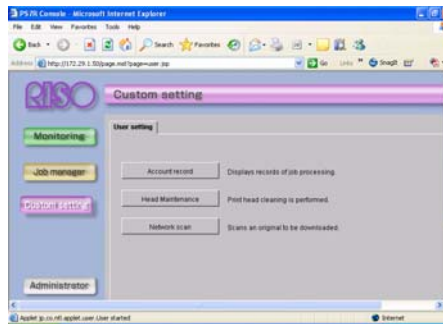 PS7R Console - Microsoft Internet Explorer
File Edit View Favorites Tools Help
Back Search Favorites
Address http://172.29.1.50/page.mst?page=user.jsp Go Links SnagIt
RISO
Custom setting
User setting
Monitoring
Job manager
Custom setting
Administrator
Account record Displays records of job processing.
Head Maintenance Print head cleaning is performed.
Network scan Scans an original to be downloaded.
Applet jp.co.ntl.applet.user.User started Internet